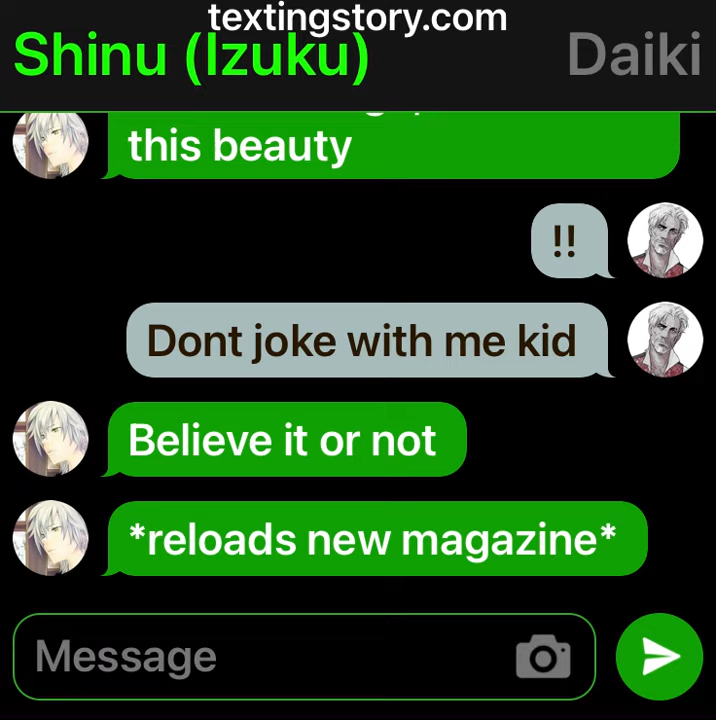 textingstory.com
Shinu (Izuku)
Daiki
this beauty
!!
Dont joke with me kid
Believe it or not
*reloads new magazine*
Message